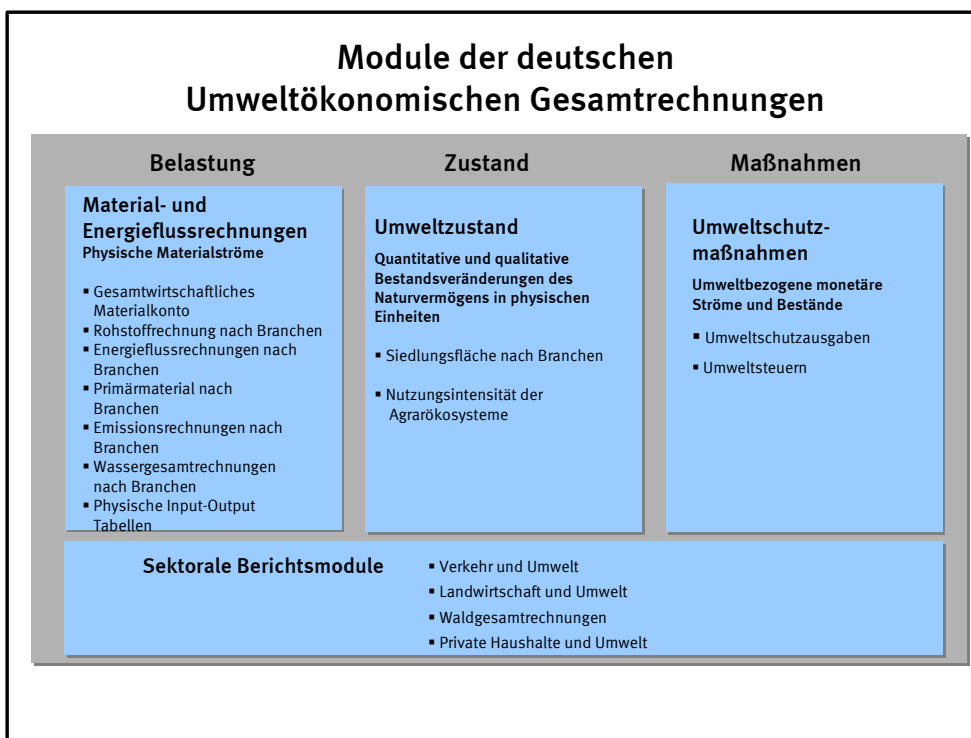 Module der deutschen
Umweltökonomischen Gesamtrechnungen
Belastung
Material- und
Energieflussrechnungen
Physische Materialströme
▪ Gesamtwirtschaftliches
Materialkonto
▪ Rohstoffrechnung nach Branchen
▪ Energieflussrechnungen nach
Branchen
▪ Primärmaterial nach
Branchen
▪ Emissionsrechnungen nach
Branchen
▪ Wassergesamtrechnungen
nach Branchen
▪ Physische Input-Output
Tabellen
Zustand
Umweltzustand
Quantitative und qualitative
Bestandsveränderungen des
Naturvermögens in physischen
Einheiten
▪ Siedlungsfläche nach Branchen
▪ Nutzungsintensität der
Agrarökosysteme
Maßnahmen
Umweltschutz-
maßnahmen
Umweltbezogene monetäre
Ströme und Bestände
▪ Umweltschutzausgaben
▪ Umweltsteuern
Sektorale Berichtsmodule
▪ Verkehr und Umwelt
▪ Landwirtschaft und Umwelt
▪ Waldgesamtrechnungen
▪ Private Haushalte und Umwelt